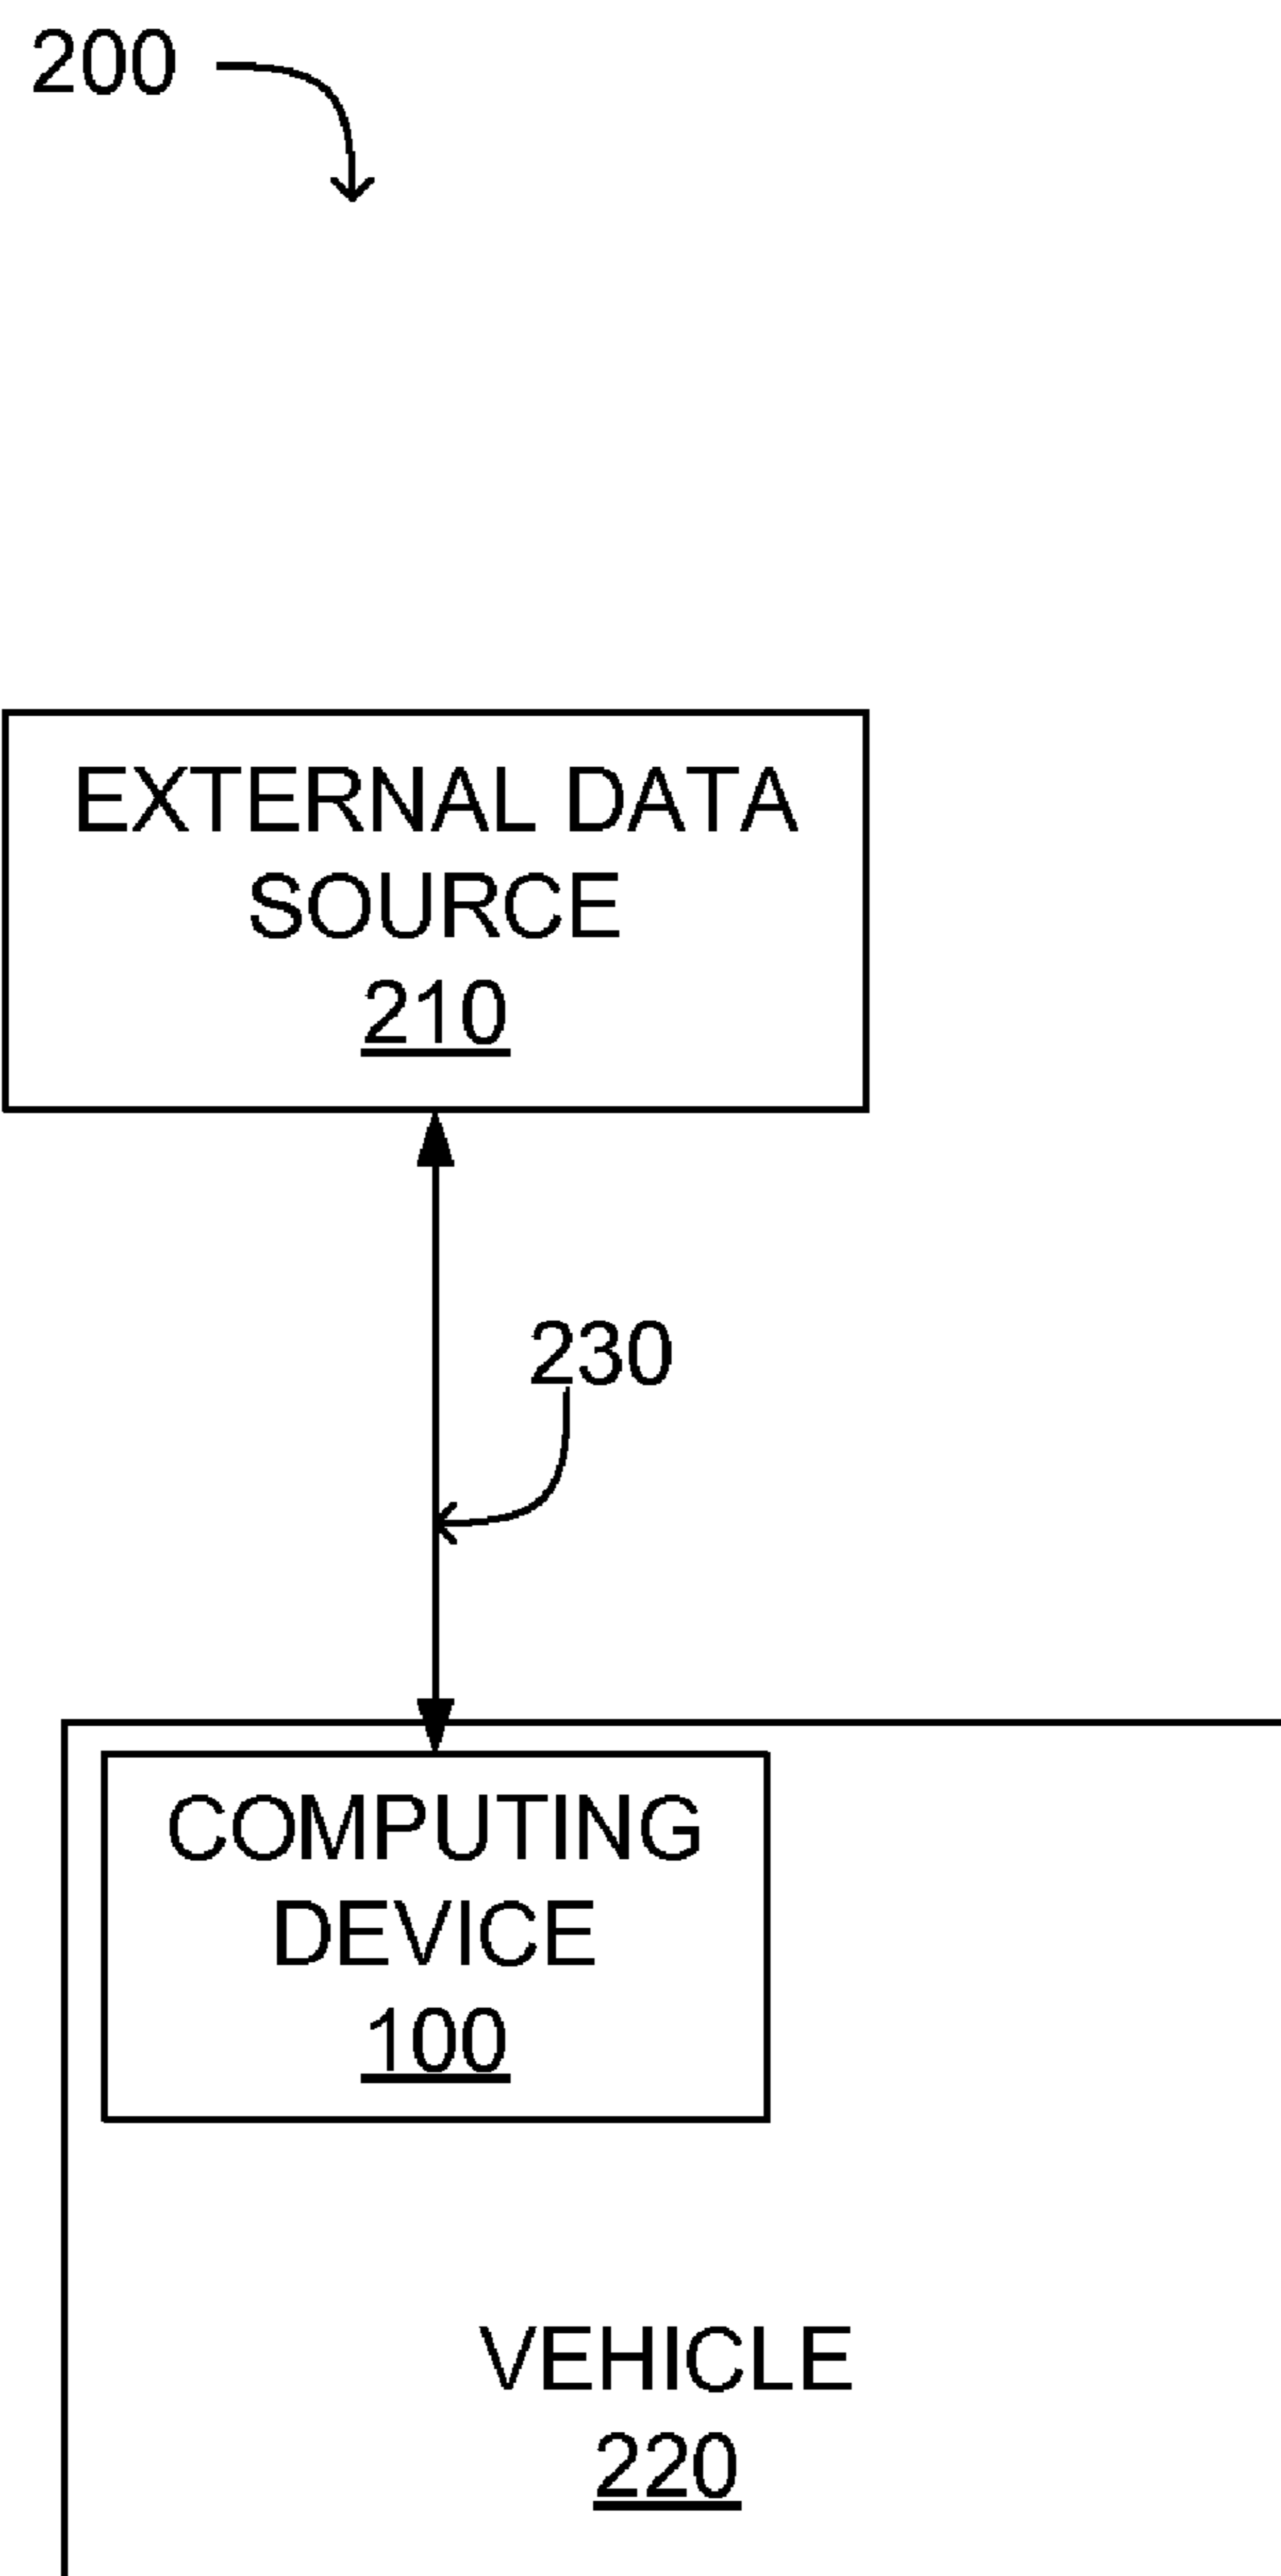 200
EXTERNAL DATA
SOURCE
210
230
COMPUTING
DEVICE
100
VEHICLE
220